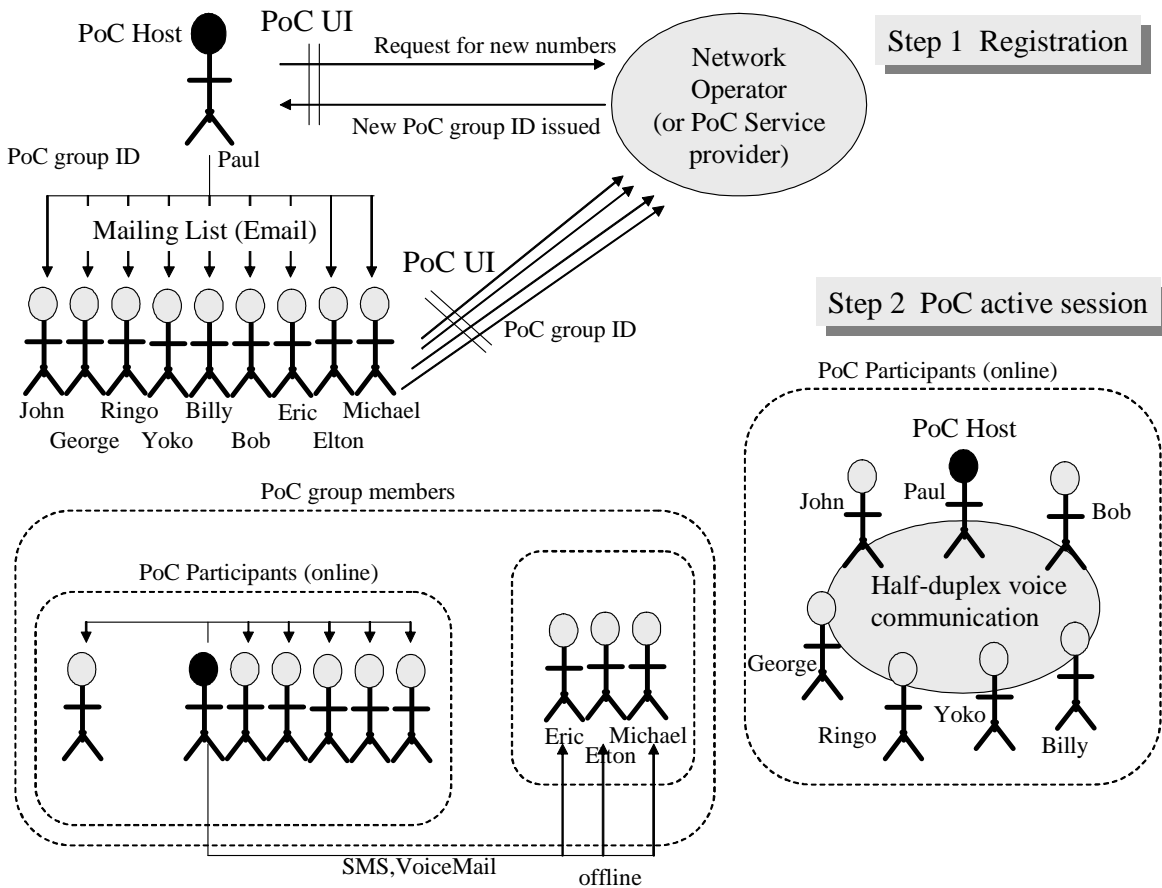 PoC Host
PoC UI
Request for new numbers
Step 1 Registration
Network
Operator
(or PoC Service
provider)
New PoC group ID issued
PoC group ID
Paul
Mailing List (Email)
PoC UI
PoC group ID
John
Ringo
Billy
Eric
Michael
George
Yoko
Bob
Elton
Step 2 PoC active session
PoC Participants (online)
PoC Host
John
Paul
Bob
Half-duplex voice
communication
George
Ringo
Yoko
Billy
PoC group members
PoC Participants (online)
Eric
Elton
Michael
SMS,VoiceMail
offline